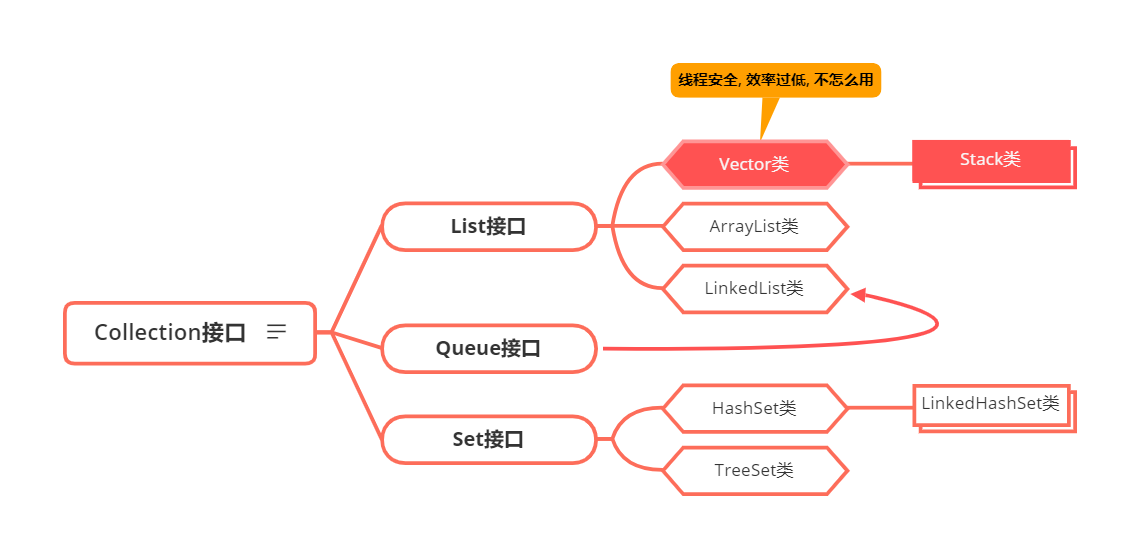 线程安全, 效率过低, 不怎么用
Vector类
Stack类
List接口
ArrayList类
LinkedList类
Collection接口
Queue接口
HashSet类
LinkedHashSet类
Set接口
TreeSet类